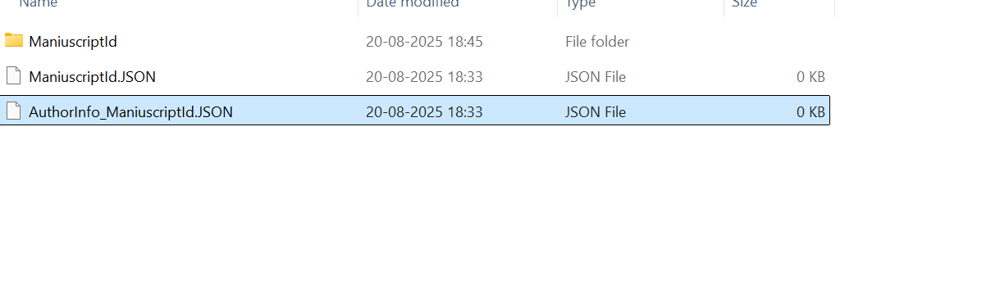 Name Date modified Type Size
ManiuscriptId 20-08-2025 18:45 File folder
ManiuscriptId.JSON 20-08-2025 18:33 JSON File 0 KB
AuthorInfo_ManiuscriptId.JSON 20-08-2025 18:33 JSON File 0 KB